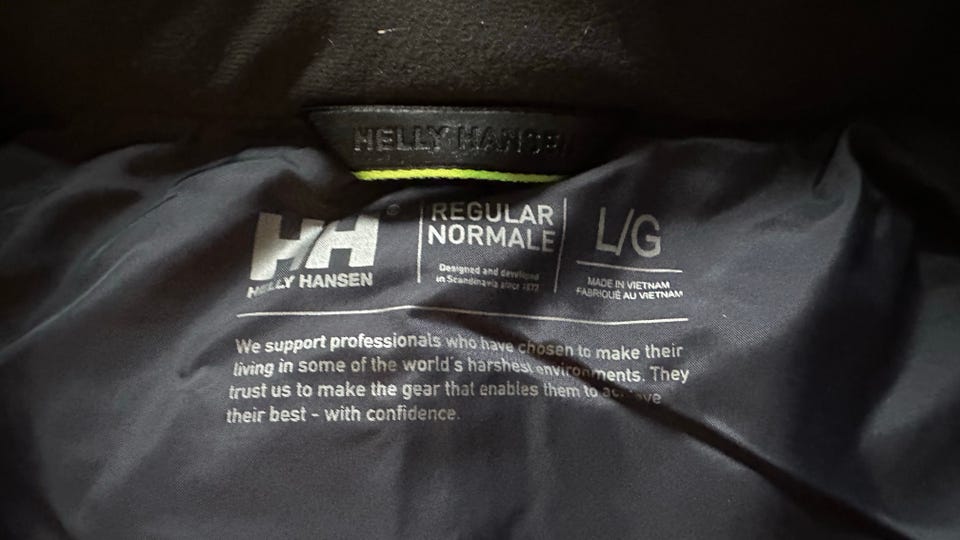 HELLY HANSEN
HH
HELLY HANSEN
REGULAR
NORMALE
Designed and developed
in Scandinavia since 1877
L/G
MADE IN VIETNAM
FABRIQUÉ AU VIETNAM
We support professionals who have chosen to make their
living in some of the world's harshest environments. They
trust us to make the gear that enables them to achieve
their best - with confidence.